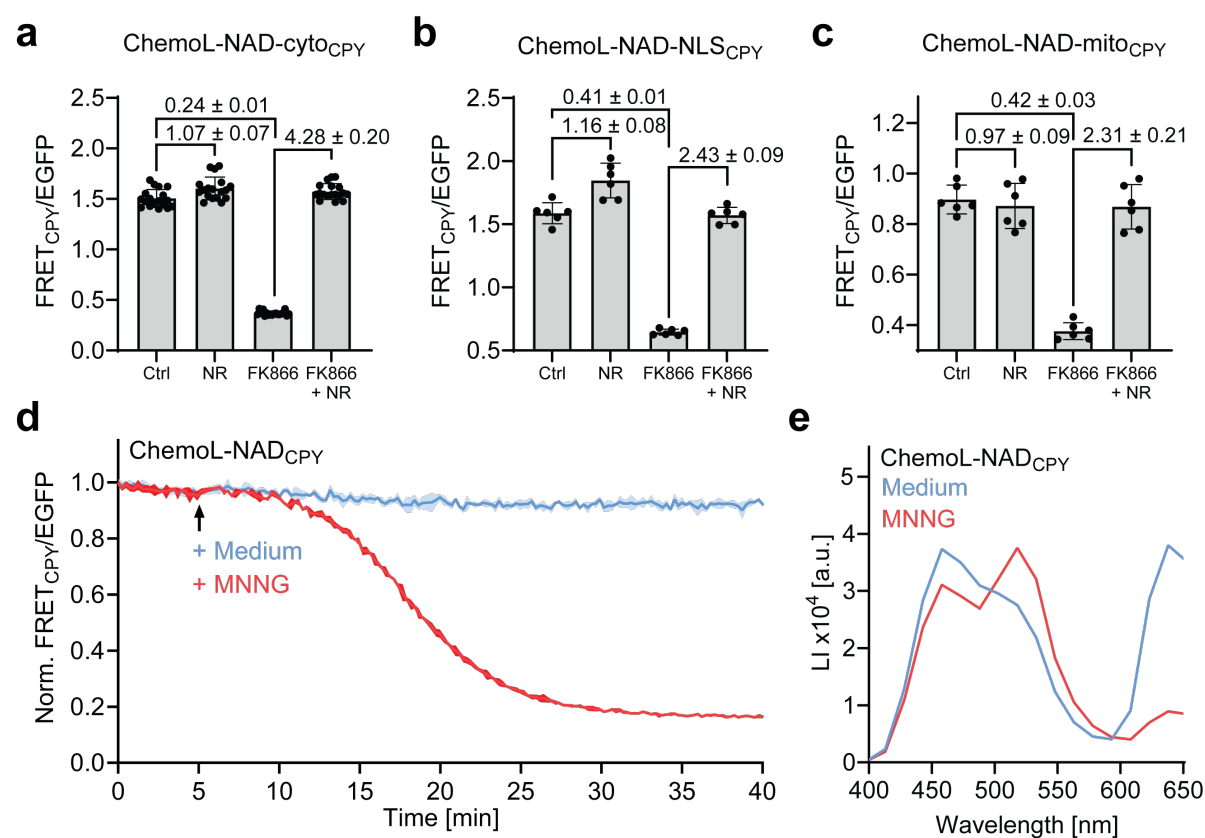 a
ChemoL-NAD-cytoCPY
FRETCPY/EGFP
2.5
2.0
1.5
1.0
0.5
0.0
0.24 ± 0.01
1.07 ± 0.07
4.28 ± 0.20
Ctrl
NR
FK866
FK866
+ NR
b
ChemoL-NAD-NLSCPY
FRETCPY/EGFP
2.5
2.0
1.5
1.0
0.5
0.41 ± 0.01
1.16 ± 0.08
2.43 ± 0.09
Ctrl
NR
FK866
FK866
+ NR
c
ChemoL-NAD-mitoCPY
FRETCPY/EGFP
1.2
1.0
0.8
0.6
0.4
0.42 ± 0.03
0.97 ± 0.09
2.31 ± 0.21
Ctrl
NR
FK866
FK866
+ NR
d
ChemoL-NADCPY
Norm. FRETCPY/EGFP
1.0
0.8
0.6
0.4
0.2
0.0
+ Medium
+ MNNG
0
5
10
15
20
25
30
35
40
Time [min]
e
ChemoL-NADCPY
Medium
MNNG
LI x10⁴ [a.u.]
5
4
3
2
1
0
400
450
500
550
600
650
Wavelength [nm]